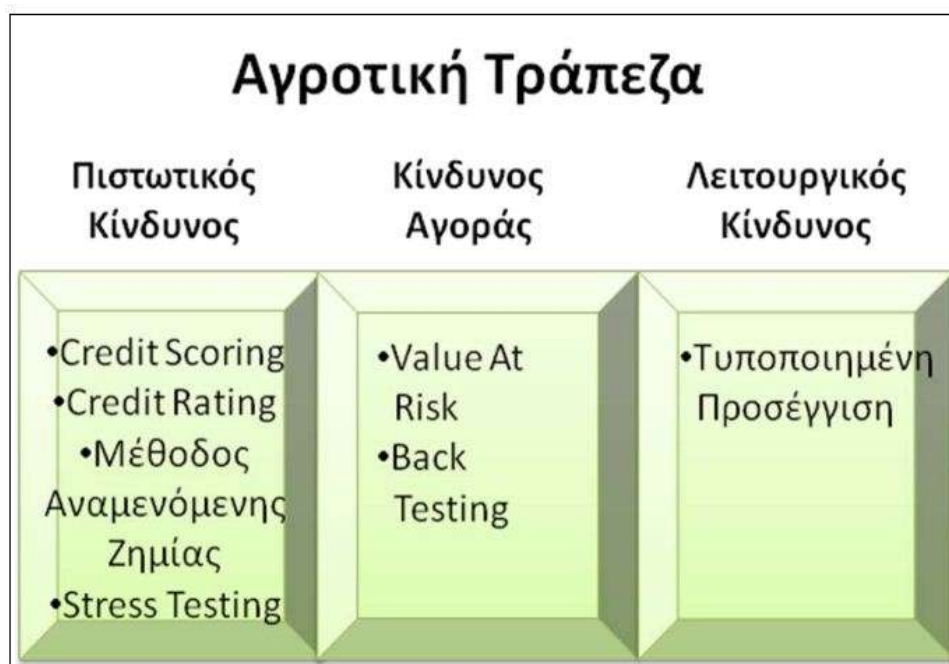 Αγροτική Τράπεζα
Πιστωτικός
Κίνδυνος
•Credit Scoring
•Credit Rating
•Μέθοδος
Αναμενόμενης
Ζημίας
•Stress Testing
Κίνδυνος
Αγοράς
•Value At
Risk
•Back
Testing
Λειτουργικός
Κίνδυνος
•Τυποποιημένη
Προσέγγιση